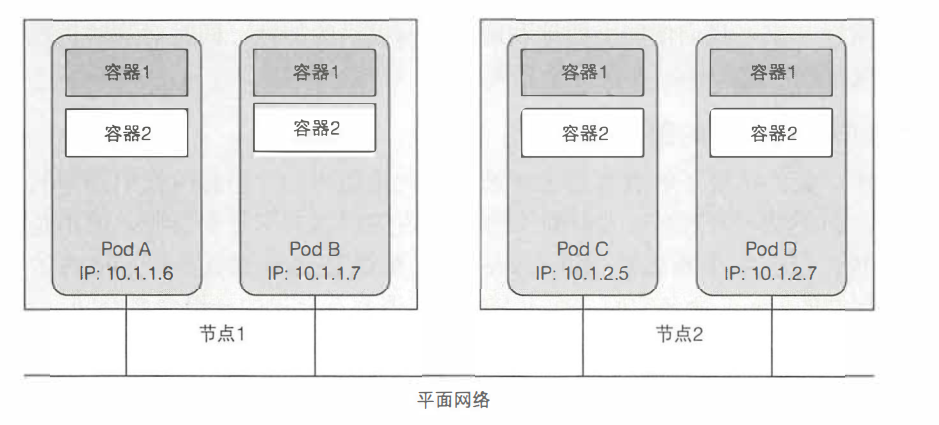 容器1
容器2
Pod A
IP: 10.1.1.6
容器1
容器2
Pod B
IP: 10.1.1.7
节点1
容器1
容器2
Pod C
IP: 10.1.2.5
容器1
容器2
Pod D
IP: 10.1.2.7
节点2
平面网络